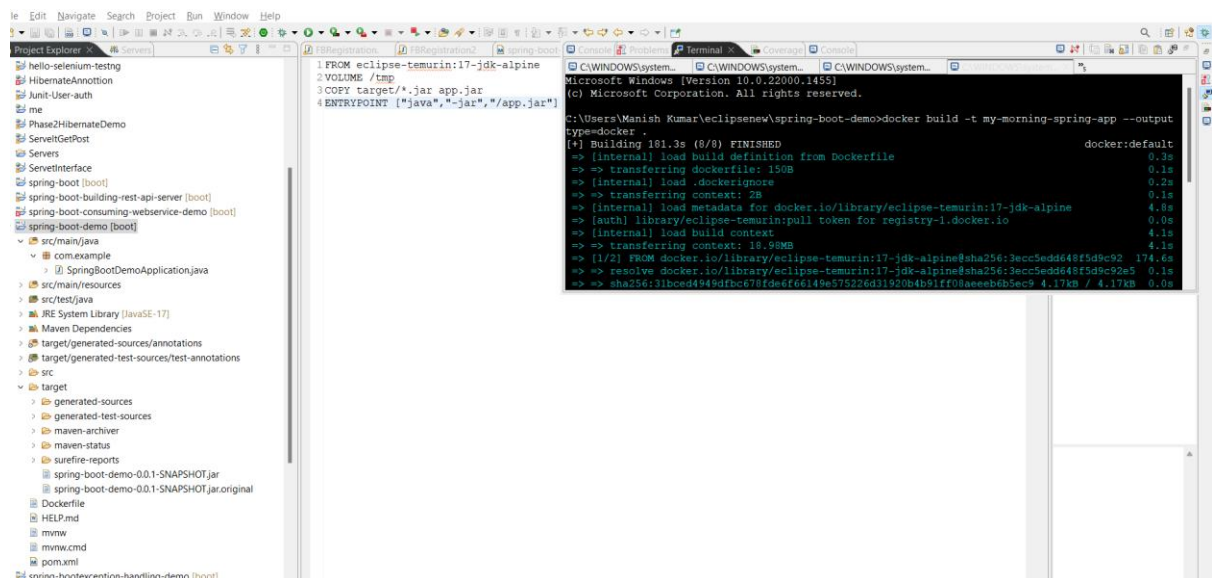 le Edit Navigate Search Project Run Window Help
Project Explorer × Servers
F8Registration. F8Registration2 spring-boot-
Console Problems Terminal × Coverage Console
hello-selenium-testng
HibernateAnnottion
Junit-User-auth
me
Phase2HibernateDemo
ServeltGetPost
Servers
ServetInterface
spring-boot [boot]
spring-boot-building-rest-api-server [boot]
spring-boot-consuming-webservice-demo [boot]
spring-boot-demo [boot]
src/main/java
com.example
SpringBootDemoApplication.java
src/main/resources
src/test/java
JRE System Library [JavaSE-17]
Maven Dependencies
target/generated-sources/annotations
target/generated-test-sources/test-annotations
src
target
generated-sources
generated-test-sources
maven-archiver
maven-status
surefire-reports
spring-boot-demo-0.0.1-SNAPSHOT.jar
spring-boot-demo-0.0.1-SNAPSHOT.jar.original
Dockerfile
HELP.md
mvnw
mvnw.cmd
pom.xml
spring-bootexception-handling-demo [boot]
1 FROM eclipse-temurin:17-jdk-alpine
2 VOLUME /tmp
3 COPY target/*.jar app.jar
4 ENTRYPOINT ["java","-jar","/app.jar"]
C:\WINDOWS\system... C:\WINDOWS\system... C:\WINDOWS\system...
Microsoft Windows [Version 10.0.22000.1455]
(c) Microsoft Corporation. All rights reserved.
C:\Users\Manish Kumar\eclipsenew\spring-boot-demo>docker build -t my-morning-spring-app --output
type=docker .
[+] Building 181.3s (8/8) FINISHED docker:default
=> [internal] load build definition from Dockerfile 0.3s
=> => transferring dockerfile: 150B 0.1s
=> [internal] load .dockerignore 0.2s
=> => transferring context: 2B 0.1s
=> [internal] load metadata for docker.io/library/eclipse-temurin:17-jdk-alpine 4.8s
=> [auth] library/eclipse-temurin:pull token for registry-1.docker.io 0.0s
=> [internal] load build context 4.1s
=> => transferring context: 18.98MB 4.1s
=> [1/2] FROM docker.io/library/eclipse-temurin:17-jdk-alpine@sha256:3ecc5edd648f5d9c92 174.6s
=> => resolve docker.io/library/eclipse-temurin:17-jdk-alpine@sha256:3ecc5edd648f5d9c92e5 0.1s
=> => sha256:31bced4949dfbc678fde6f66149e575226d31920b4b91ff08aeeeb6b5ec9 4.17kB / 4.17kB 0.0s